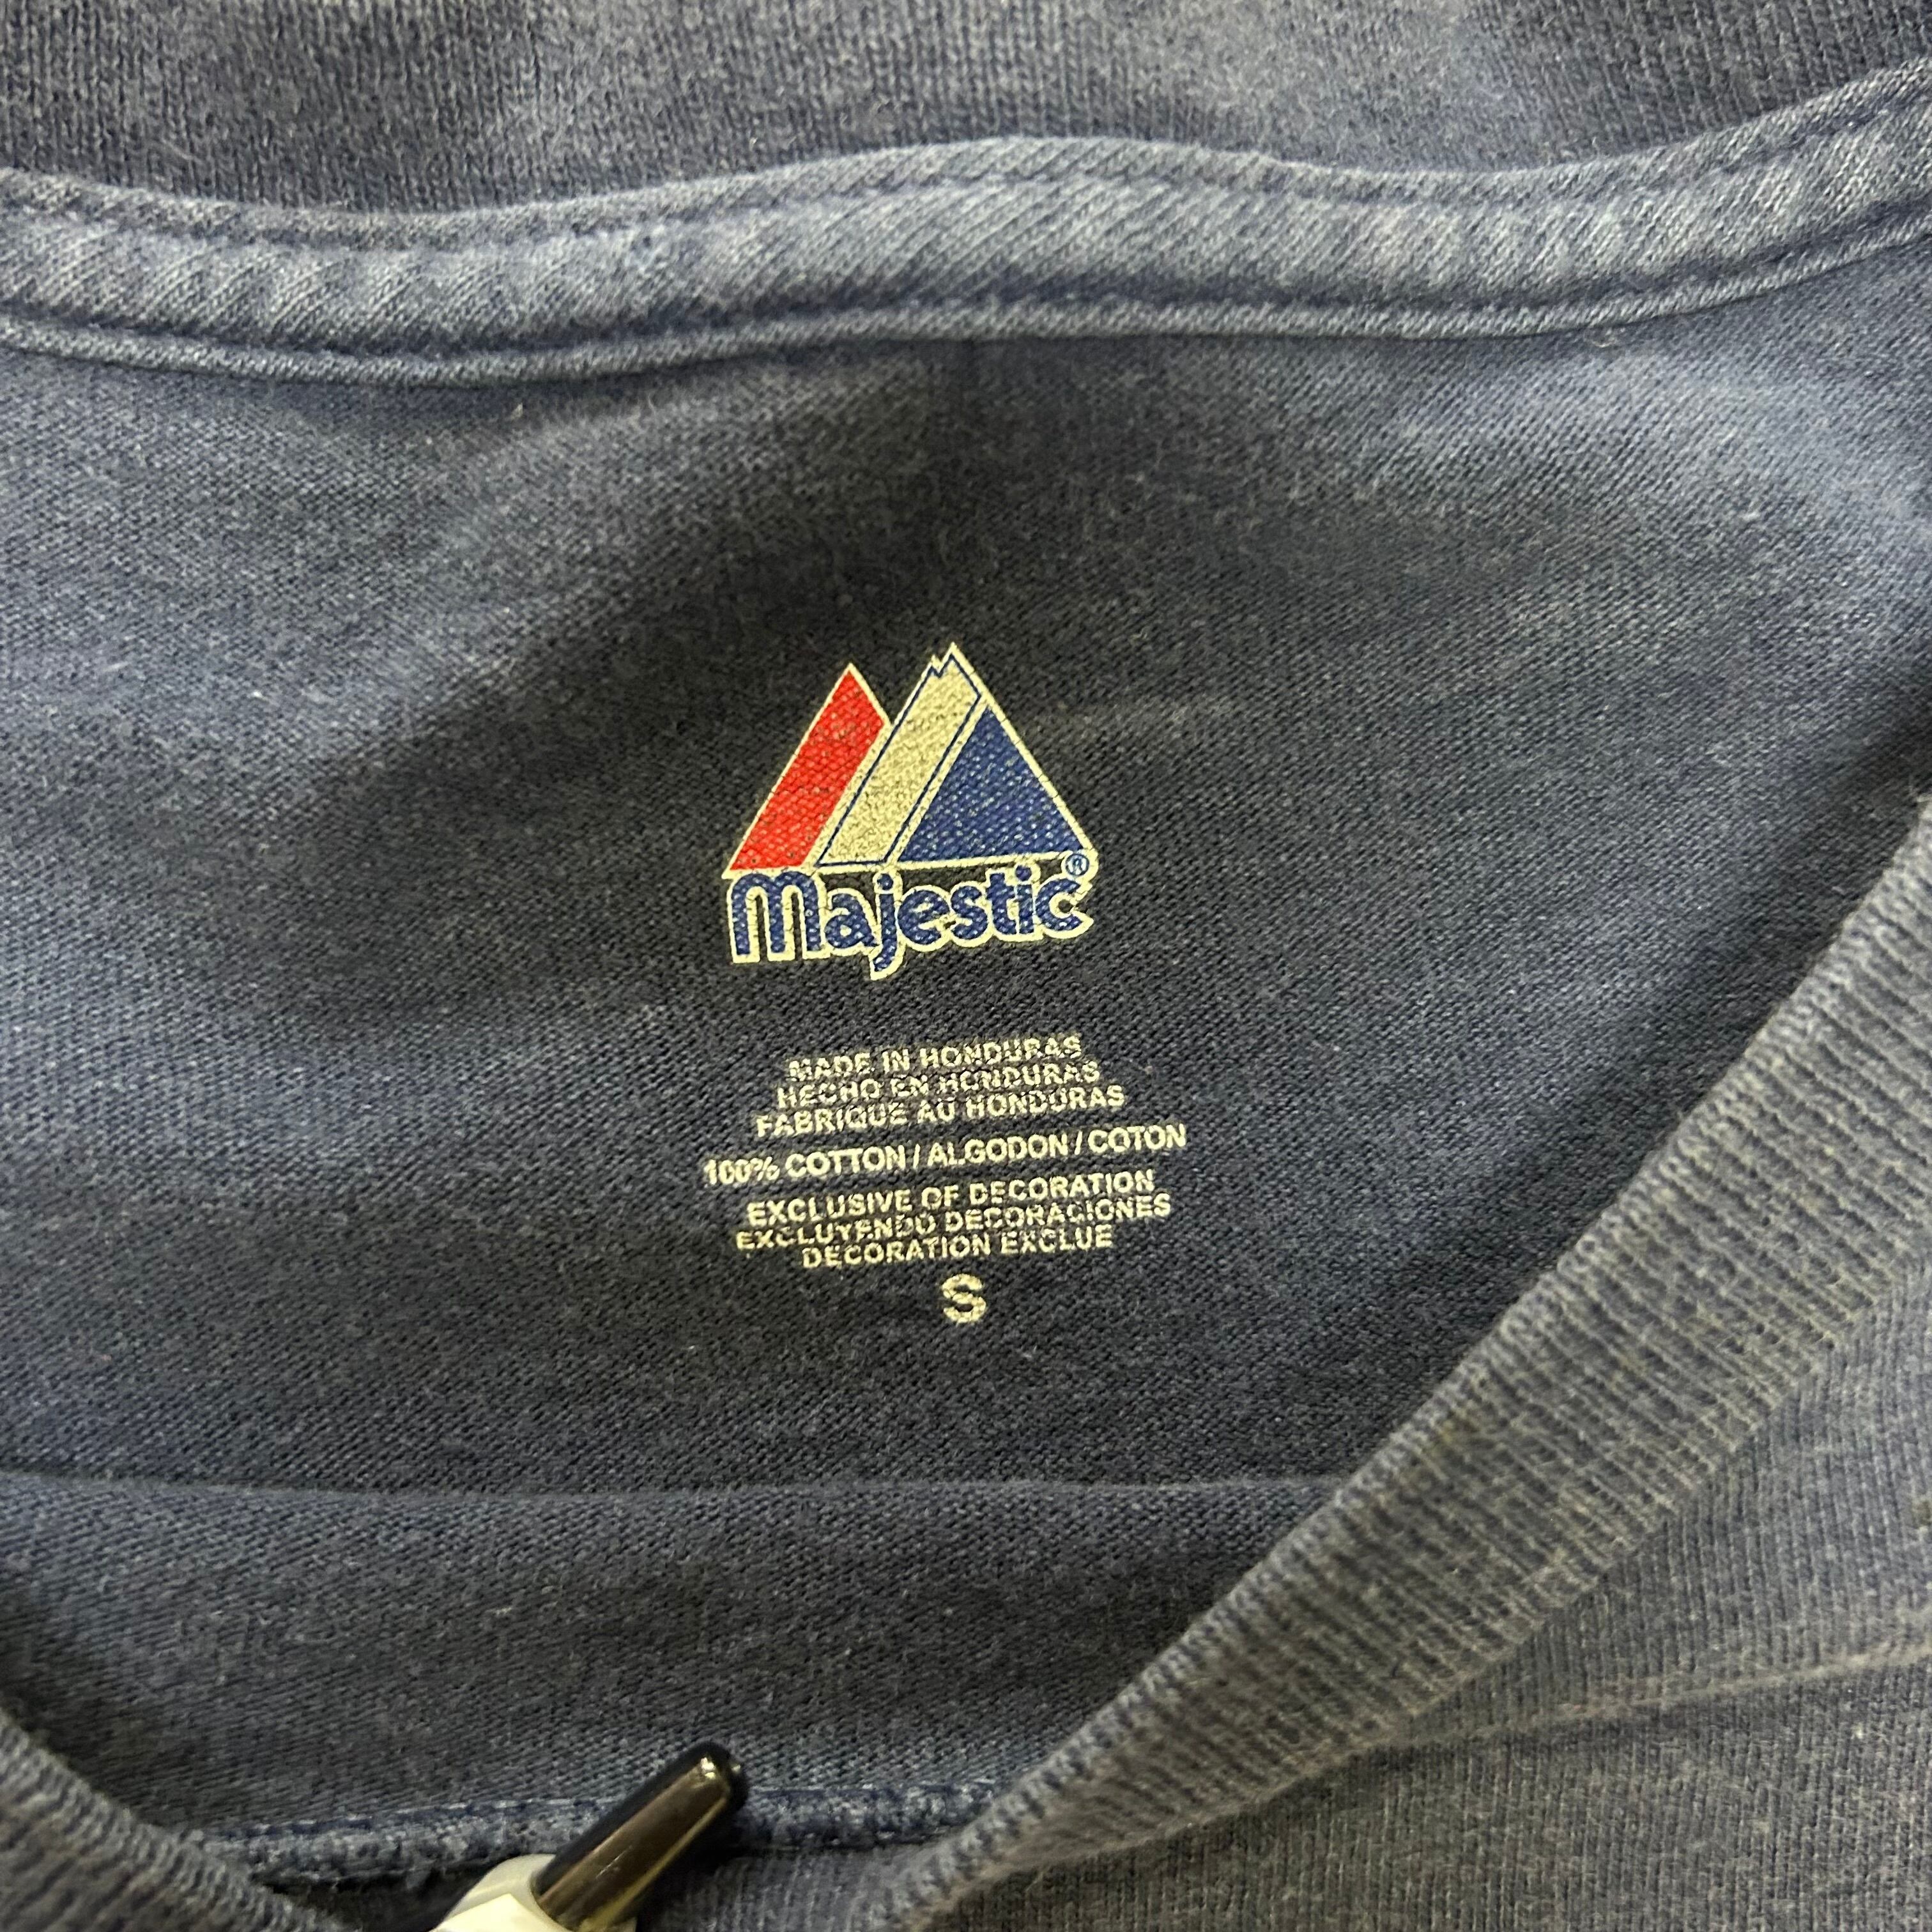 Majestic®
MADE IN HONDURAS
HECHO EN HONDURAS
FABRIQUE AU HONDURAS
100% COTTON / ALGODON / COTON
EXCLUSIVE OF DECORATION
EXCLUYENDO DECORACIONES
DECORATION EXCLUE
S